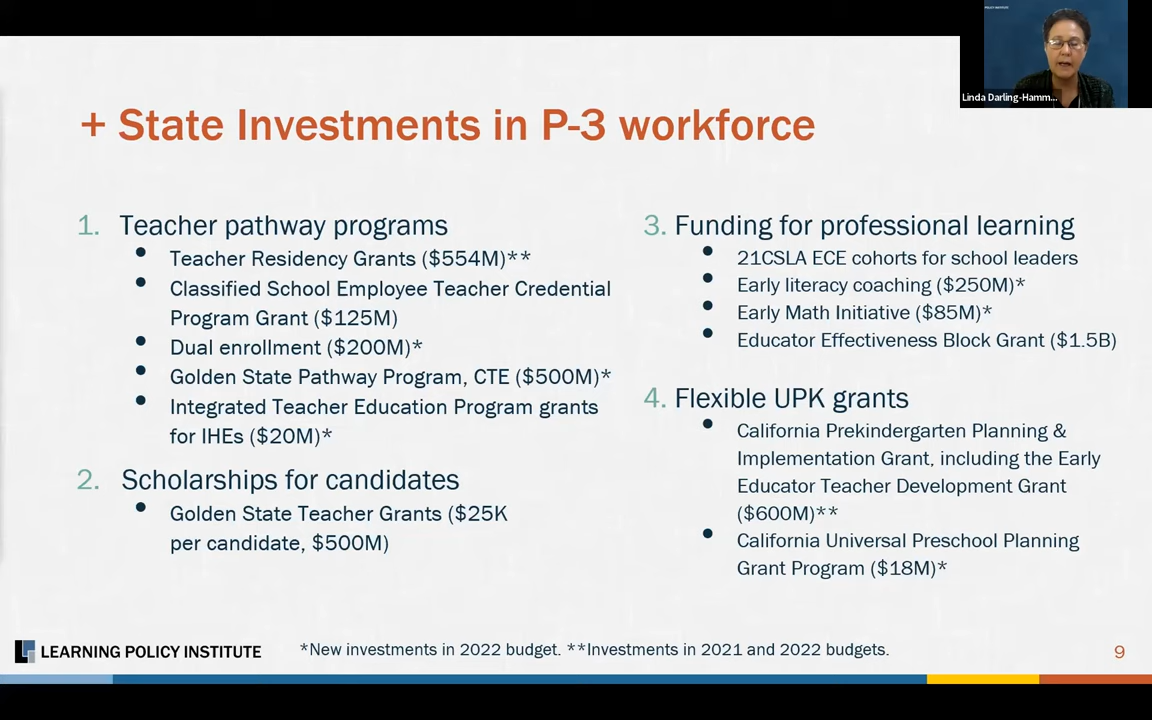 POLICY INSTITUTE
Linda Darling-Hamm...
+ State Investments in P-3 workforce
1. Teacher pathway programs
• Teacher Residency Grants ($554M)**
• Classified School Employee Teacher Credential
Program Grant ($125M)
• Dual enrollment ($200M)*
• Golden State Pathway Program, CTE ($500M)*
• Integrated Teacher Education Program grants
for IHEs ($20M)*
2. Scholarships for candidates
• Golden State Teacher Grants ($25K
per candidate, $500M)
3. Funding for professional learning
• 21CSLA ECE cohorts for school leaders
• Early literacy coaching ($250M)*
• Early Math Initiative ($85M)*
• Educator Effectiveness Block Grant ($1.5B)
4. Flexible UPK grants
• California Prekindergarten Planning &
Implementation Grant, including the Early
Educator Teacher Development Grant
($600M)**
• California Universal Preschool Planning
Grant Program ($18M)*
LEARNING POLICY INSTITUTE
*New investments in 2022 budget. **Investments in 2021 and 2022 budgets.
9